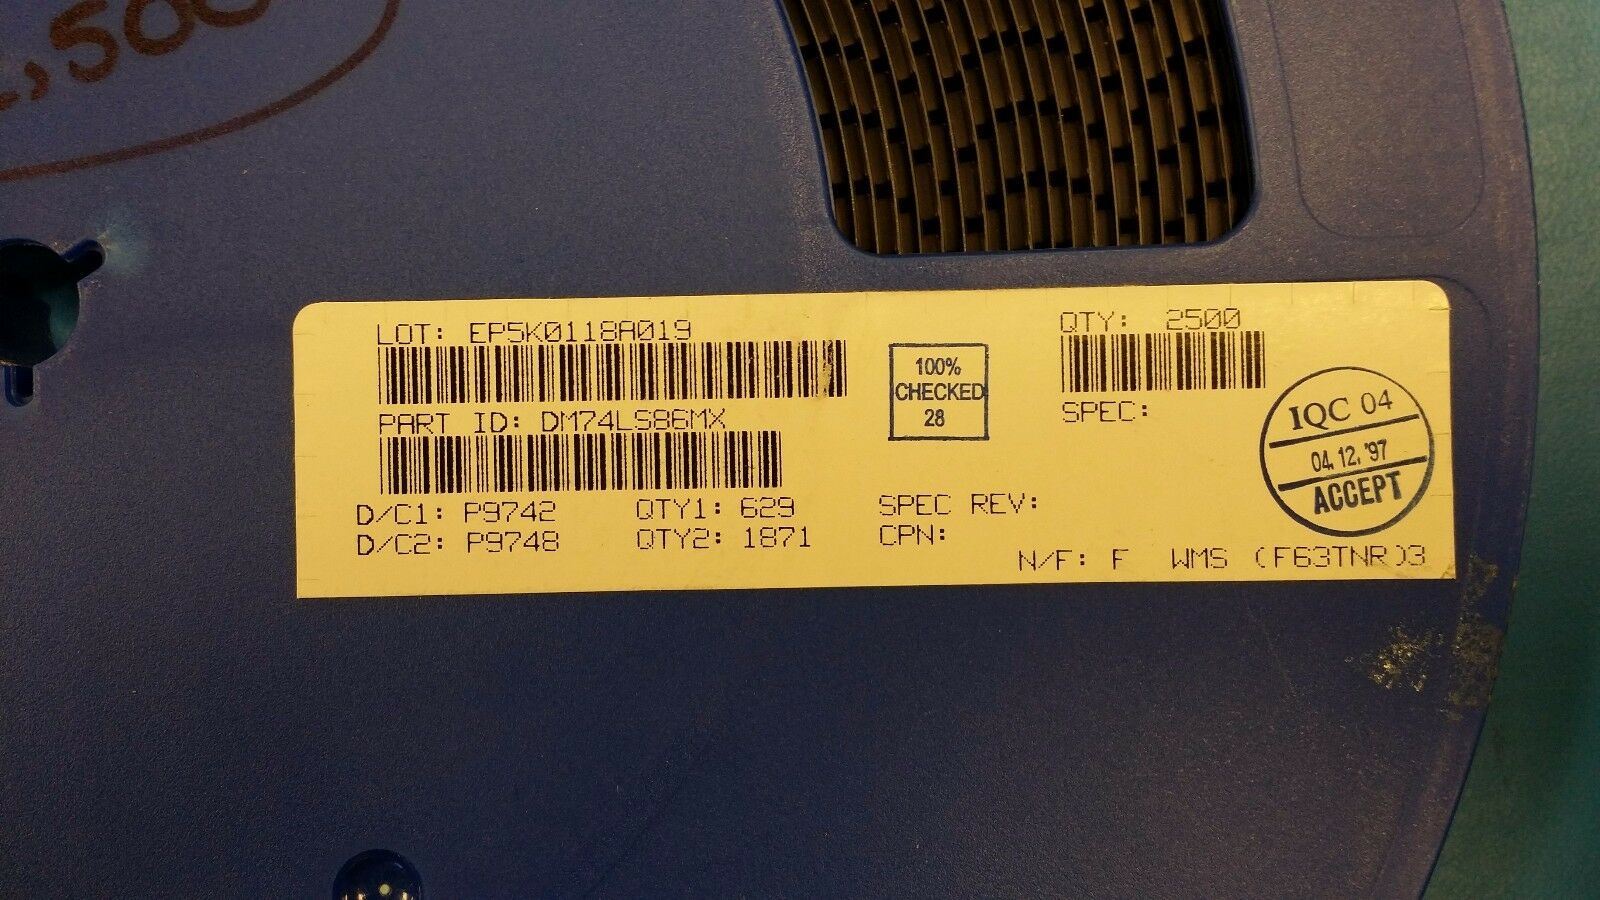 ,500
LOT: EP5K0118A019
QTY: 2500
PART ID: DM74LS86MX
100%
CHECKED
28
SPEC:
IQC 04
04.12.'97
ACCEPT
D/C1: P9742 QTY1: 629 SPEC REV:
D/C2: P9748 QTY2: 1871 CPN:
N/F: F WMS (F63TNR)3